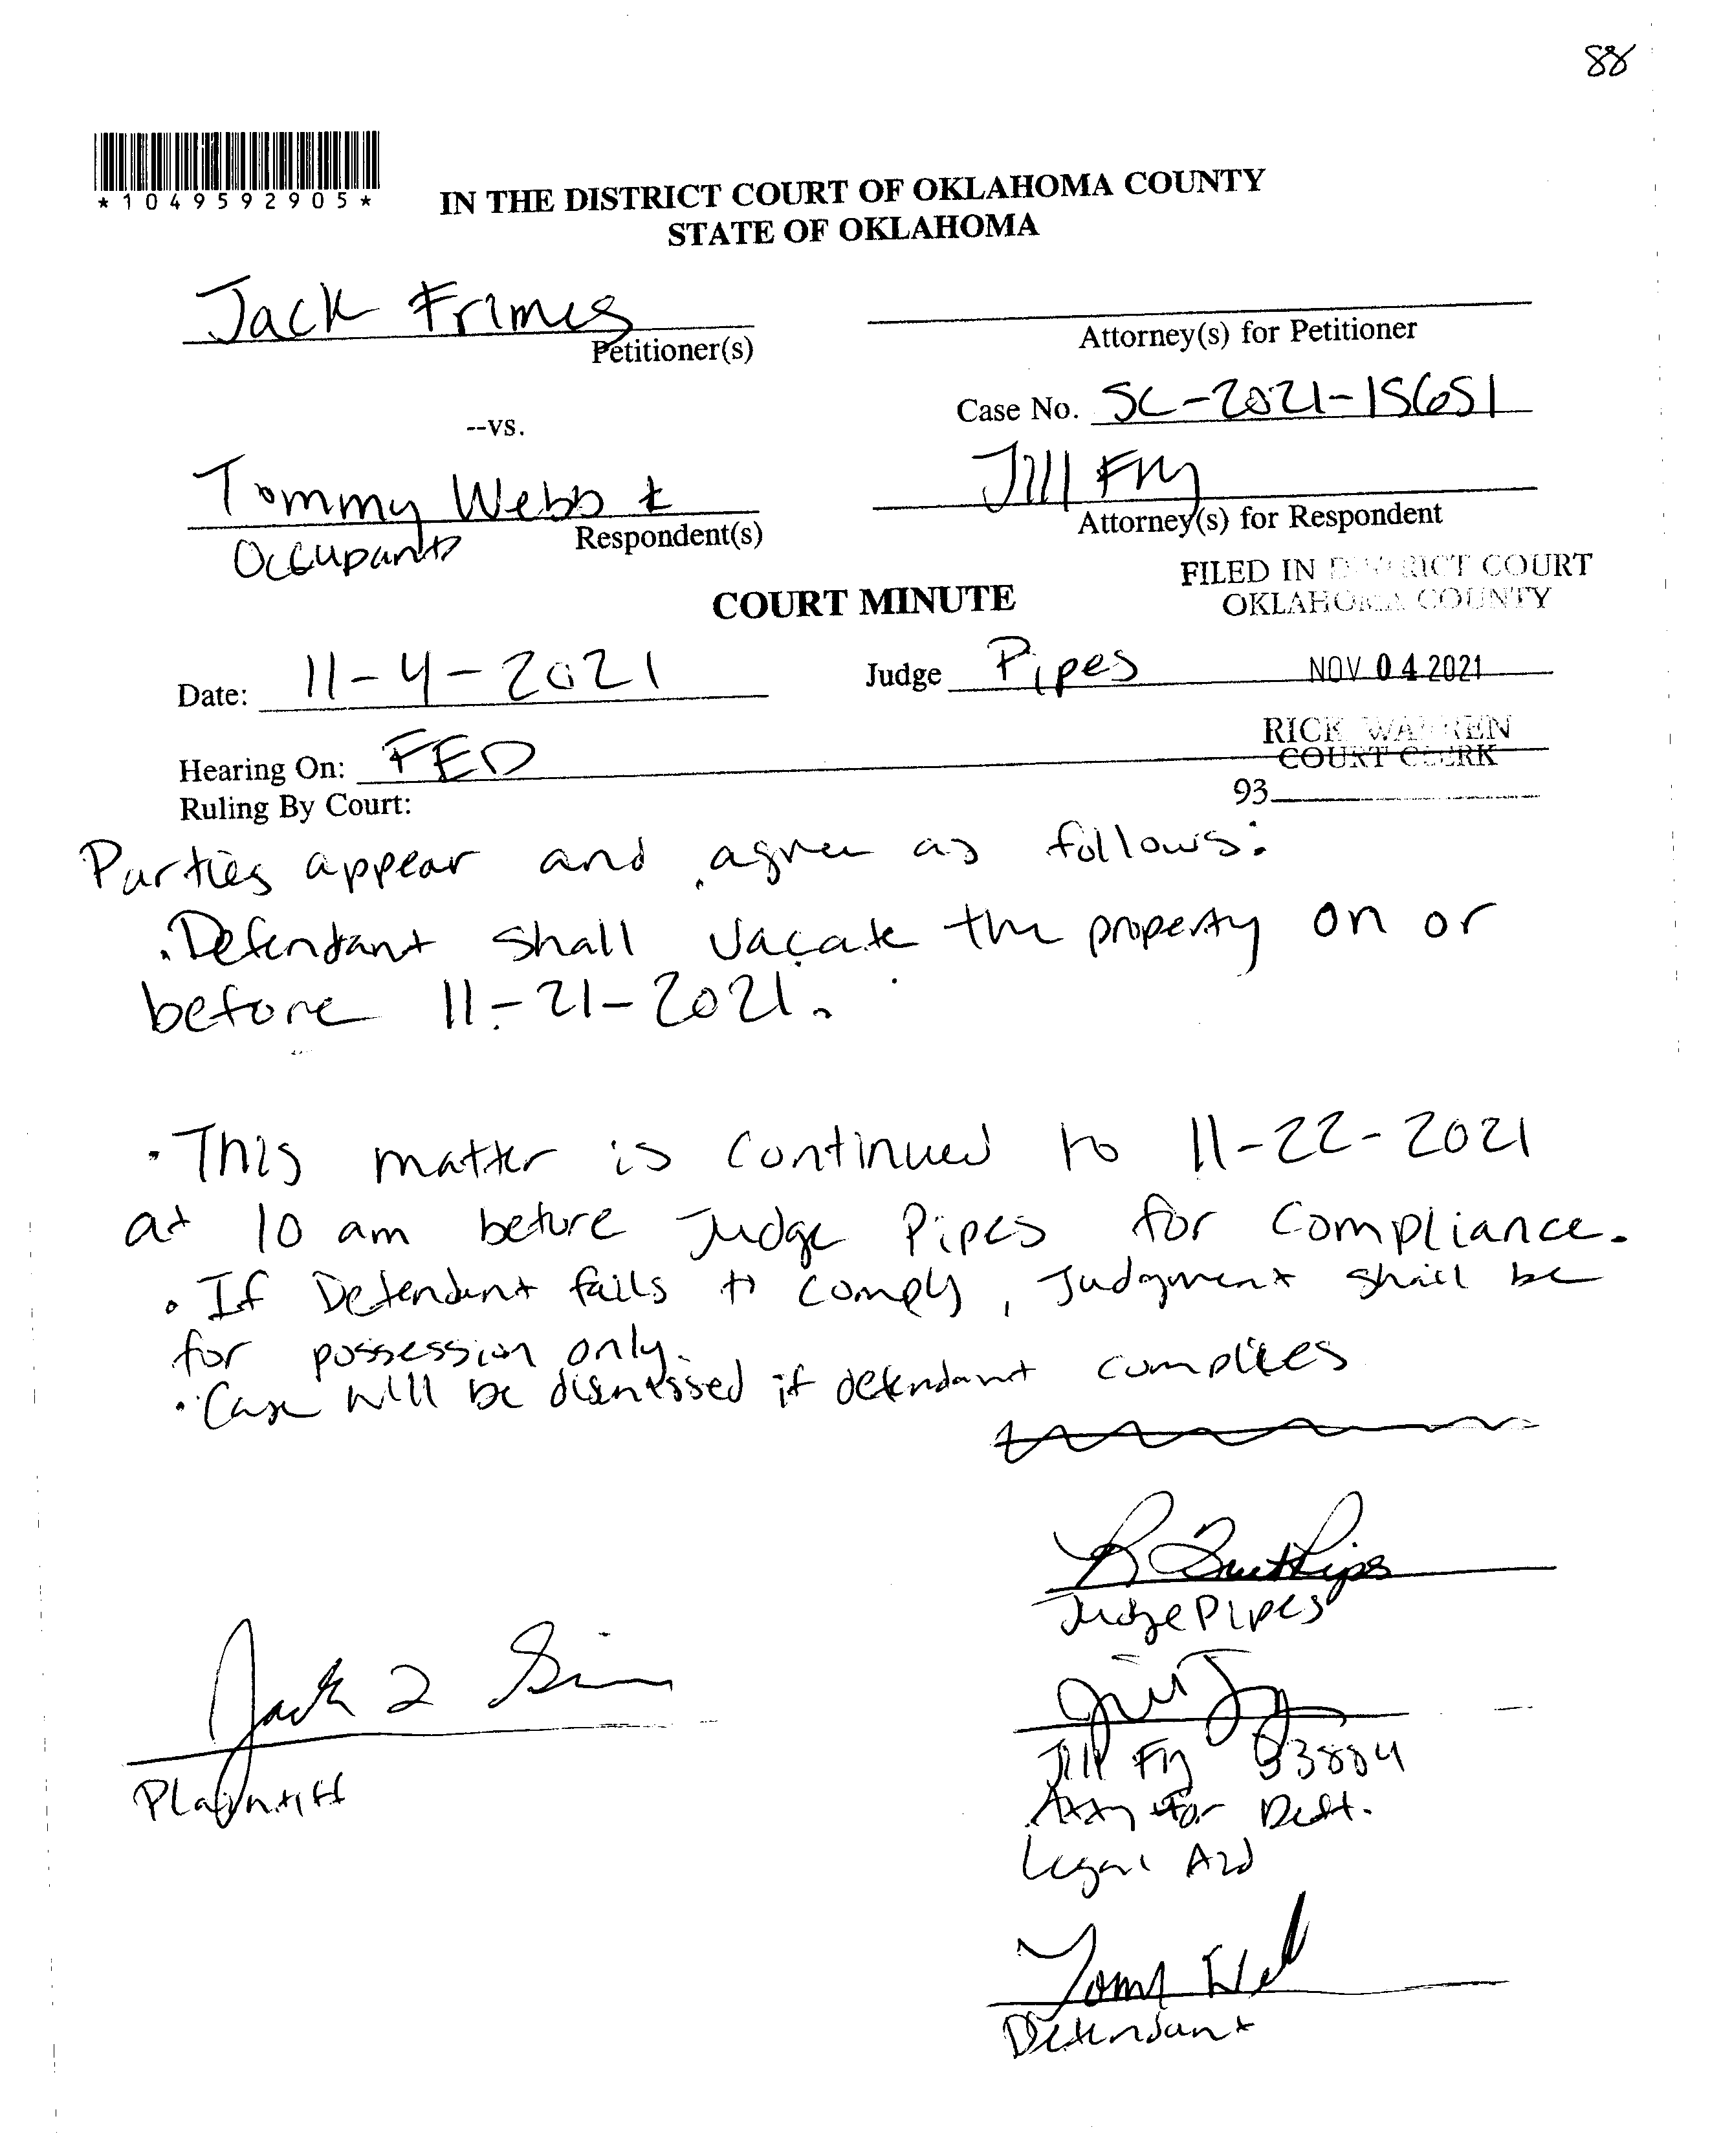 88
*1049592905*
IN THE DISTRICT COURT OF OKLAHOMA COUNTY
STATE OF OKLAHOMA
Jack Frimes
Petitioner(s)
Attorney(s) for Petitioner
Case No. SC-2021-15651
--vs.
Tommy Webb &
Occupants
Respondent(s)
Jill Fry
Attorney(s) for Respondent
COURT MINUTE
FILED IN DISTRICT COURT
OKLAHOMA COUNTY
Date: 11-4-2021
Judge Pipes
NOV 04 2021
RICK WARREN
COURT CLERK
Hearing On: FED
93
Ruling By Court:
Parties appear and agree as follows:
· Defendant shall vacate the property on or
before 11-21-2021.
· This matter is continued to 11-22-2021
at 10 am before Judge Pipes for compliance.
· If Defendant fails to comply, Judgment shall be
for possession only.
· Case will be dismissed if defendant complies
Judge Pipes
Jack
Plaintiff
Jill Fry 33884
Atty for Deft.
Legal Aid
Defendant